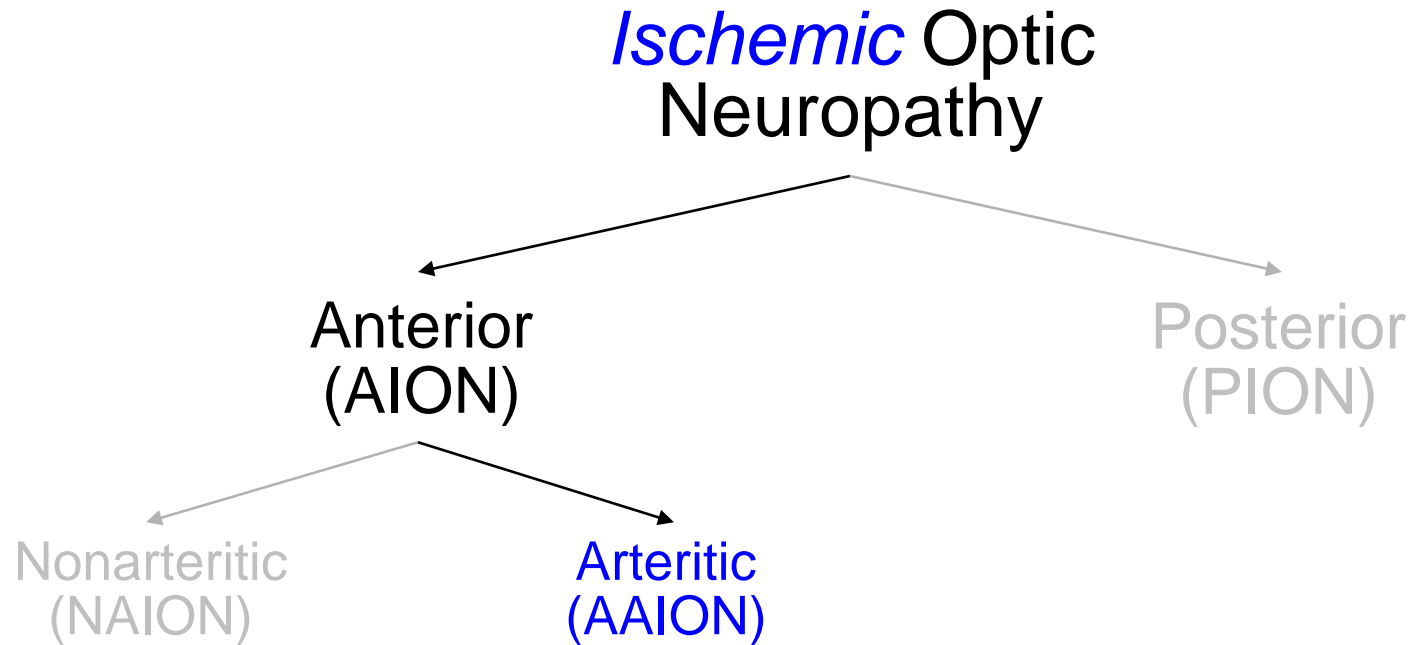 Ischemic Optic
Neuropathy
Anterior
(AION)
Posterior
(PION)
Nonarteritic
(NAION)
Arteritic
(AAION)